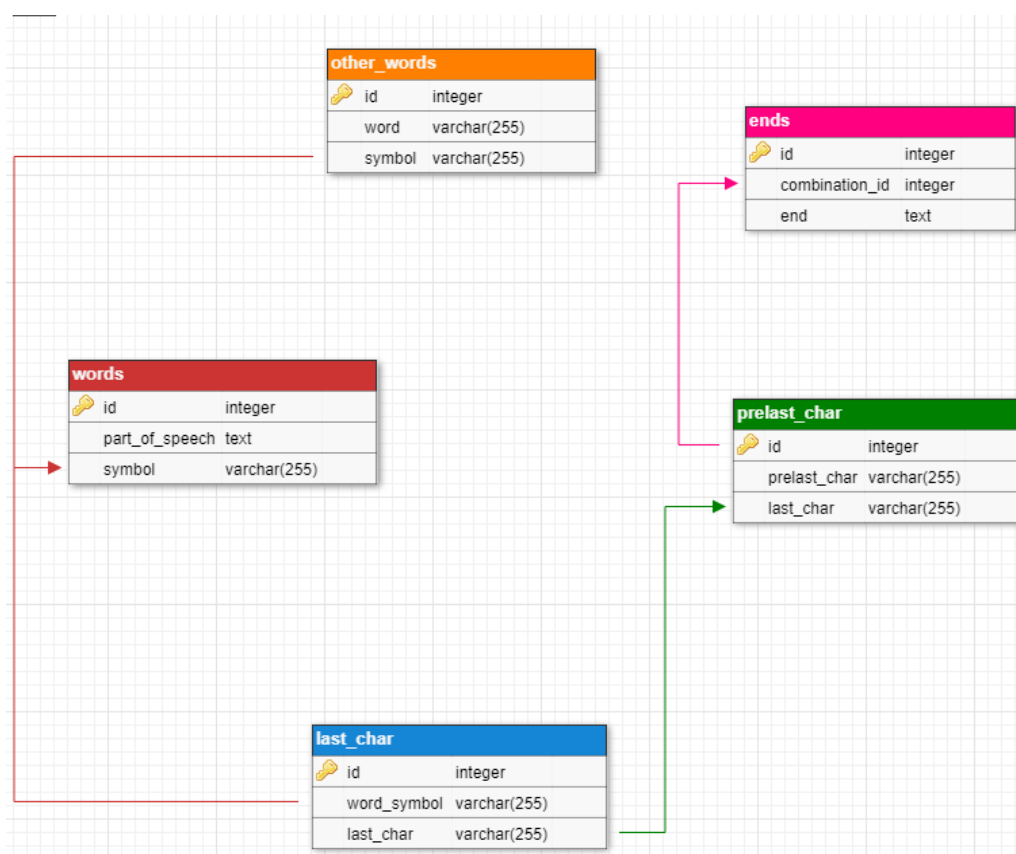 other_words
id integer
word varchar(255)
symbol varchar(255)
ends
id integer
combination_id integer
end text
words
id integer
part_of_speech text
symbol varchar(255)
prelast_char
id integer
prelast_char varchar(255)
last_char varchar(255)
last_char
id integer
word_symbol varchar(255)
last_char varchar(255)